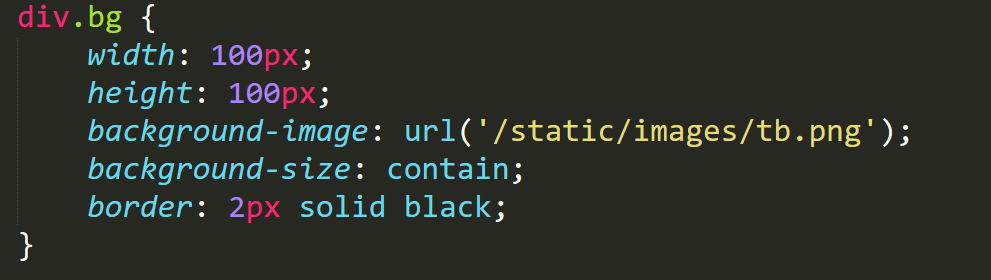 div.bg {
    width: 100px;
    height: 100px;
    background-image: url('/static/images/tb.png');
    background-size: contain;
    border: 2px solid black;
}